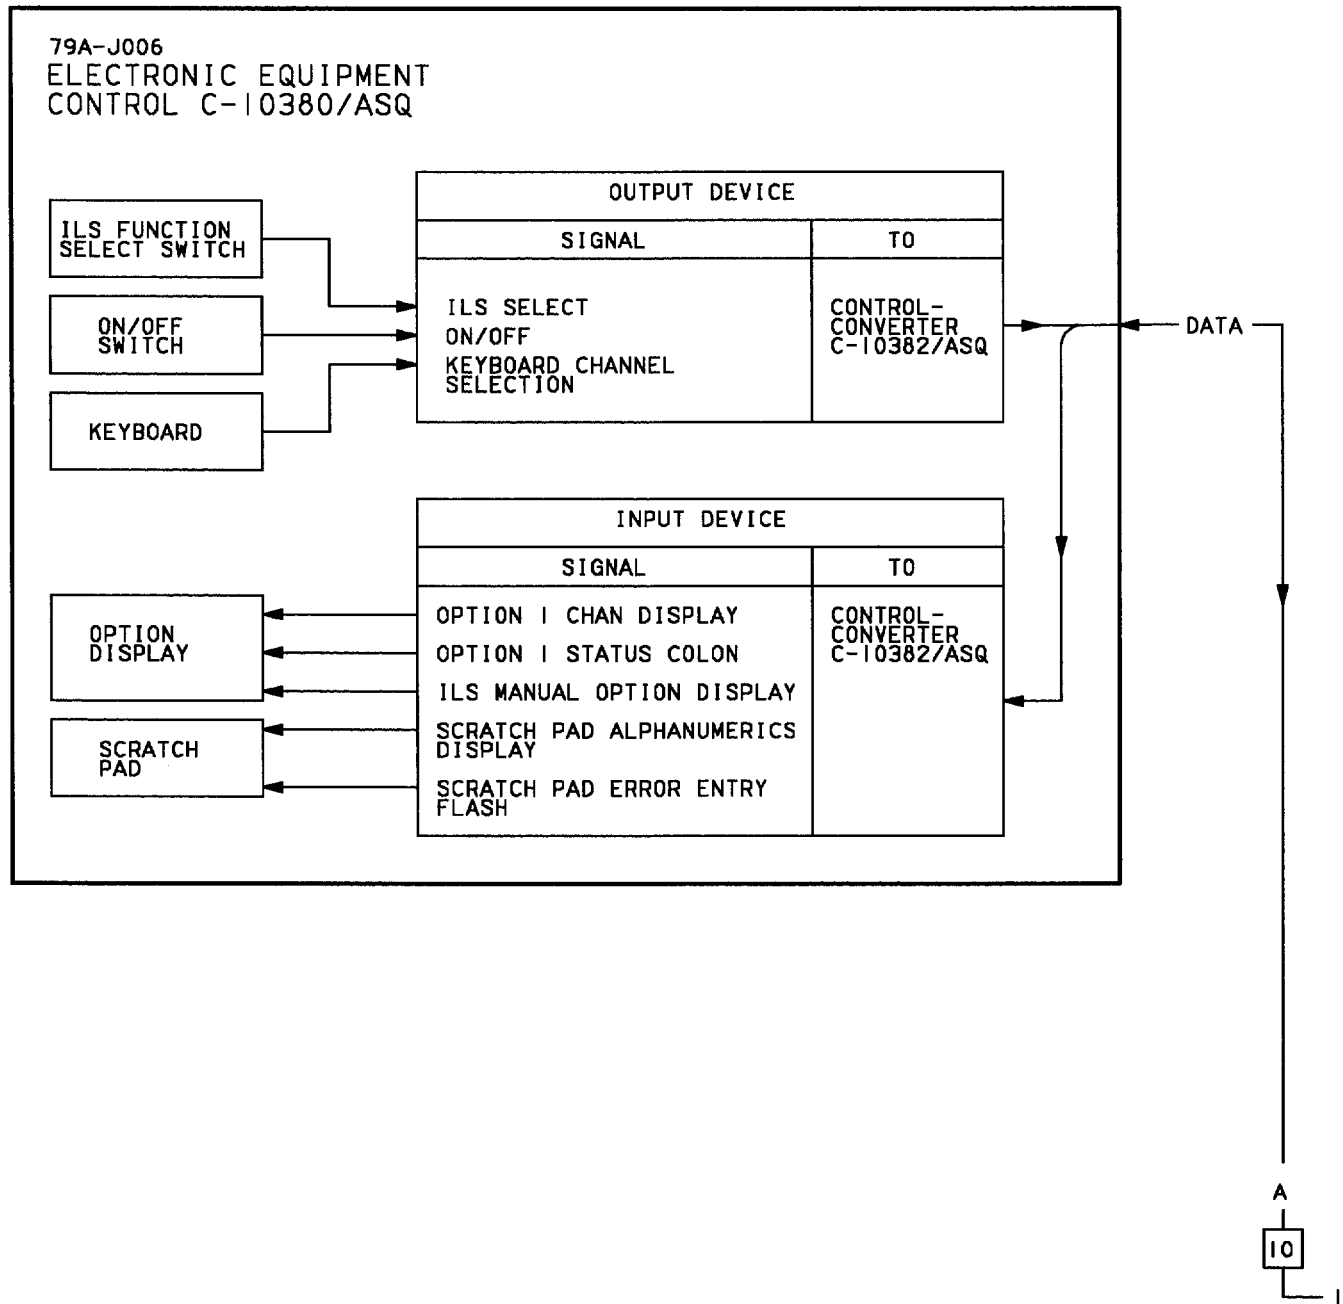 79A-J006
ELECTRONIC EQUIPMENT
CONTROL C-10380/ASQ
ILS FUNCTION
SELECT SWITCH
ON/OFF
SWITCH
KEYBOARD
OUTPUT DEVICE
SIGNAL
TO
ILS SELECT
ON/OFF
KEYBOARD CHANNEL
SELECTION
CONTROL-
CONVERTER
C-10382/ASQ
DATA
INPUT DEVICE
SIGNAL
TO
OPTION 1 CHAN DISPLAY
OPTION 1 STATUS COLON
ILS MANUAL OPTION DISPLAY
SCRATCH PAD ALPHANUMERICS
DISPLAY
SCRATCH PAD ERROR ENTRY
FLASH
CONTROL-
CONVERTER
C-10382/ASQ
OPTION
DISPLAY
SCRATCH
PAD
A
10
1